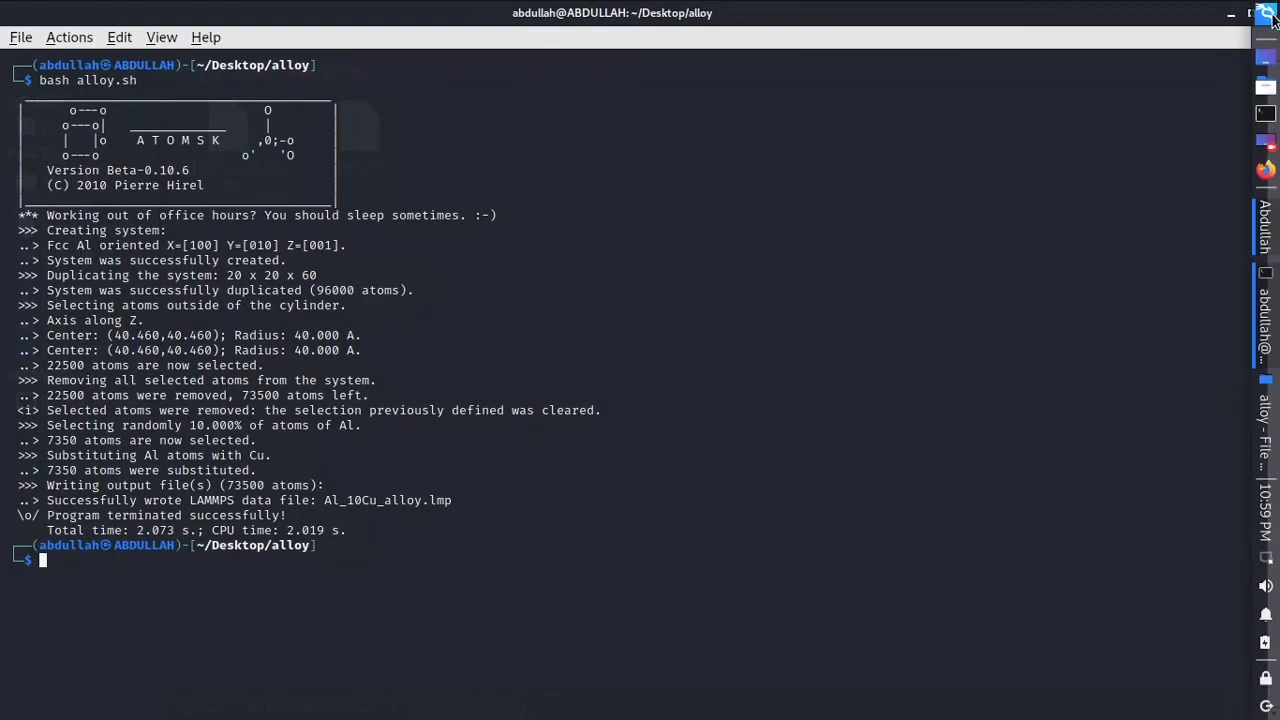 abdullah@ABDULLAH: ~/Desktop/alloy
File Actions Edit View Help
┌──(abdullah㉿ABDULLAH)-[~/Desktop/alloy]
└─$ bash alloy.sh
o---o O
o---o| |
| |o A T O M S K ,0;-o
o---o o' 'O
Version Beta-0.10.6
(C) 2010 Pierre Hirel
*** Working out of office hours? You should sleep sometimes. :-)
>>> Creating system:
..> Fcc Al oriented X=[100] Y=[010] Z=[001].
..> System was successfully created.
>>> Duplicating the system: 20 x 20 x 60
..> System was successfully duplicated (96000 atoms).
>>> Selecting atoms outside of the cylinder.
..> Axis along Z.
..> Center: (40.460,40.460); Radius: 40.000 A.
..> Center: (40.460,40.460); Radius: 40.000 A.
..> 22500 atoms are now selected.
>>> Removing all selected atoms from the system.
..> 22500 atoms were removed, 73500 atoms left.
<i> Selected atoms were removed: the selection previously defined was cleared.
>>> Selecting randomly 10.000% of atoms of Al.
..> 7350 atoms are now selected.
>>> Substituting Al atoms with Cu.
..> 7350 atoms were substituted.
>>> Writing output file(s) (73500 atoms):
..> Successfully wrote LAMMPS data file: Al_10Cu_alloy.lmp
\o/ Program terminated successfully!
Total time: 2.073 s.; CPU time: 2.019 s.
┌──(abdullah㉿ABDULLAH)-[~/Desktop/alloy]
└─$
Abdullah
abdullah@...
alloy - File ...
10:59 PM